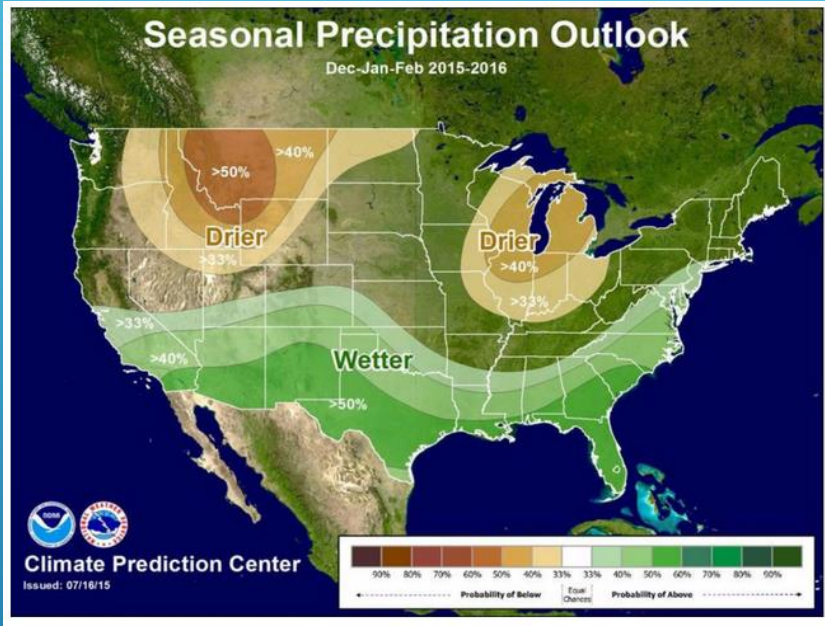 Seasonal Precipitation Outlook
Dec-Jan-Feb 2015-2016
>50%
>40%
Drier
>33%
Drier
>40%
>33%
>33%
>40%
Wetter
>50%
NOAA
Climate Prediction Center
Issued: 07/16/15
90% 80% 70% 60% 50% 40% 33% 33% 40% 50% 60% 70% 80% 90%
Probability of Below Equal Chances Probability of Above